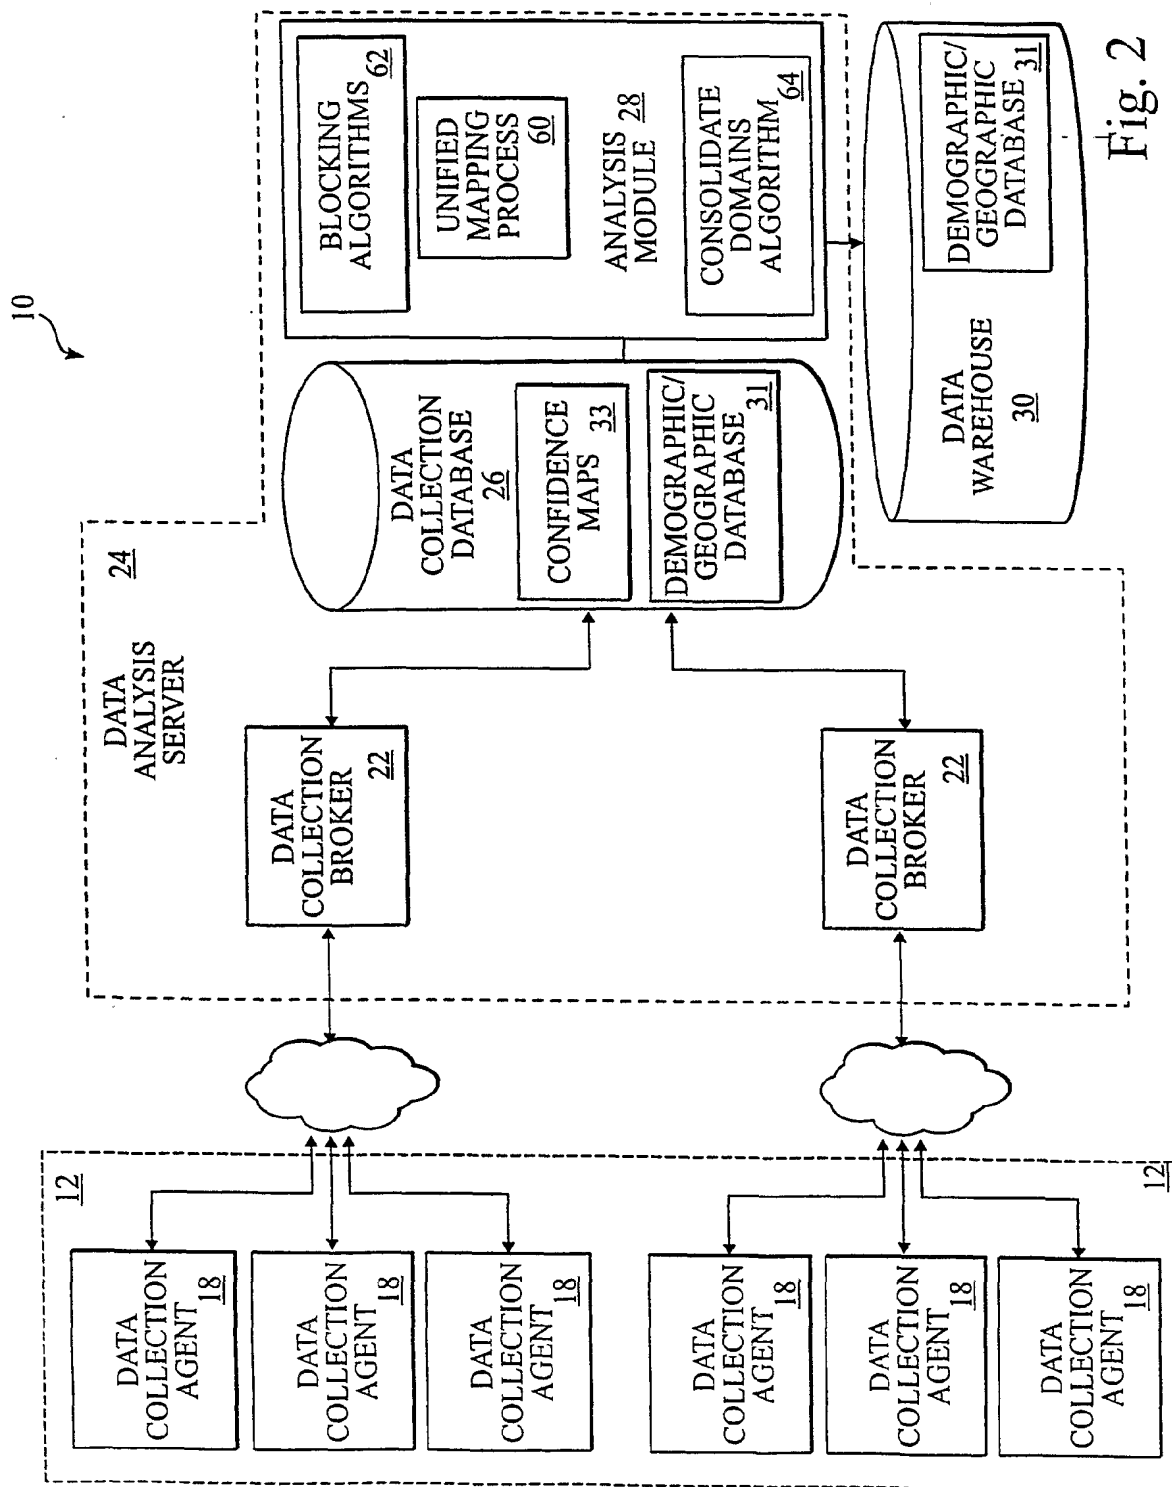 10
12
DATA
COLLECTION
AGENT
18
DATA
COLLECTION
AGENT
18
DATA
COLLECTION
AGENT
18
DATA
COLLECTION
AGENT
18
DATA
COLLECTION
AGENT
18
DATA
COLLECTION
AGENT
18
12
DATA
ANALYSIS
SERVER
24
DATA
COLLECTION
BROKER
22
DATA
COLLECTION
BROKER
22
DATA
COLLECTION
DATABASE
26
CONFIDENCE
MAPS
33
DEMOGRAPHIC/
GEOGRAPHIC
DATABASE
31
BLOCKING
ALGORITHMS
62
UNIFIED
MAPPING
PROCESS
60
ANALYSIS
MODULE
28
CONSOLIDATE
DOMAINS
ALGORITHM
64
DATA
WAREHOUSE
30
DEMOGRAPHIC/
GEOGRAPHIC
DATABASE
31
Fig. 2